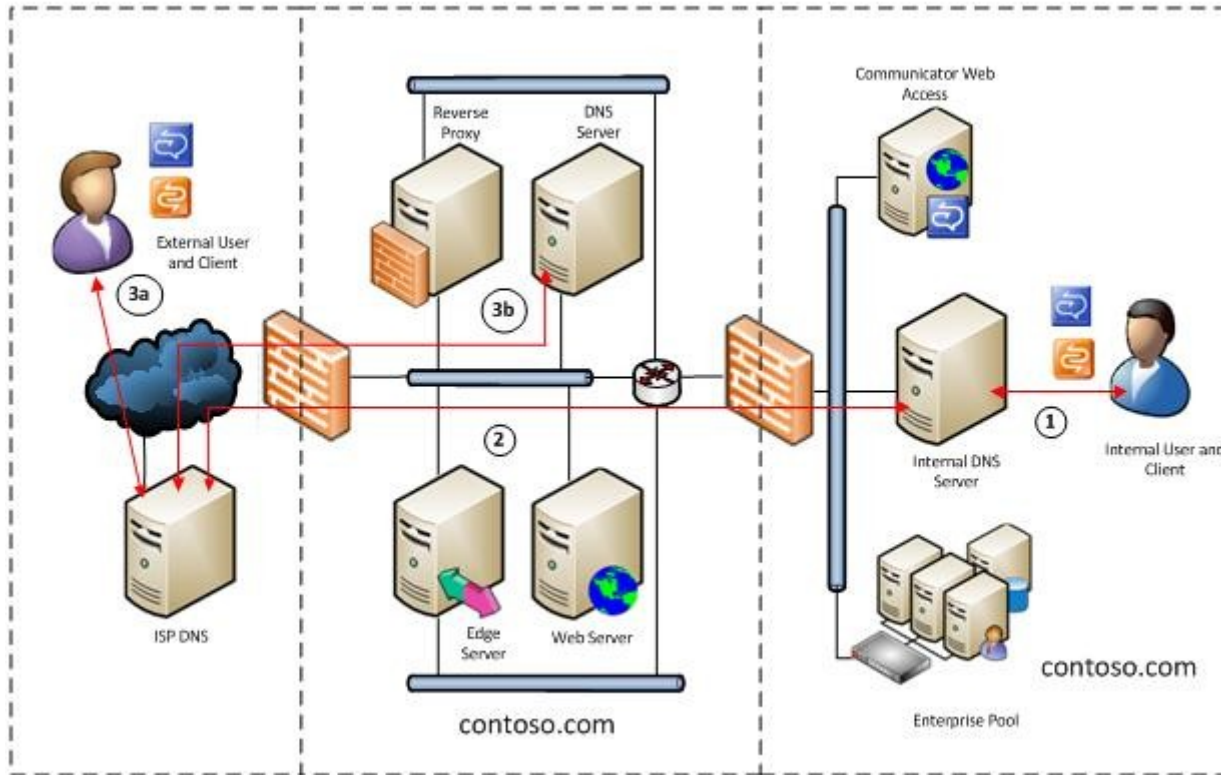 External User
and Client
3a
ISP DNS
Reverse
Proxy
DNS
Server
3b
2
Edge
Server
Web Server
contoso.com
Communicator Web
Access
1
Internal DNS
Server
Internal User and
Client
contoso.com
Enterprise Pool